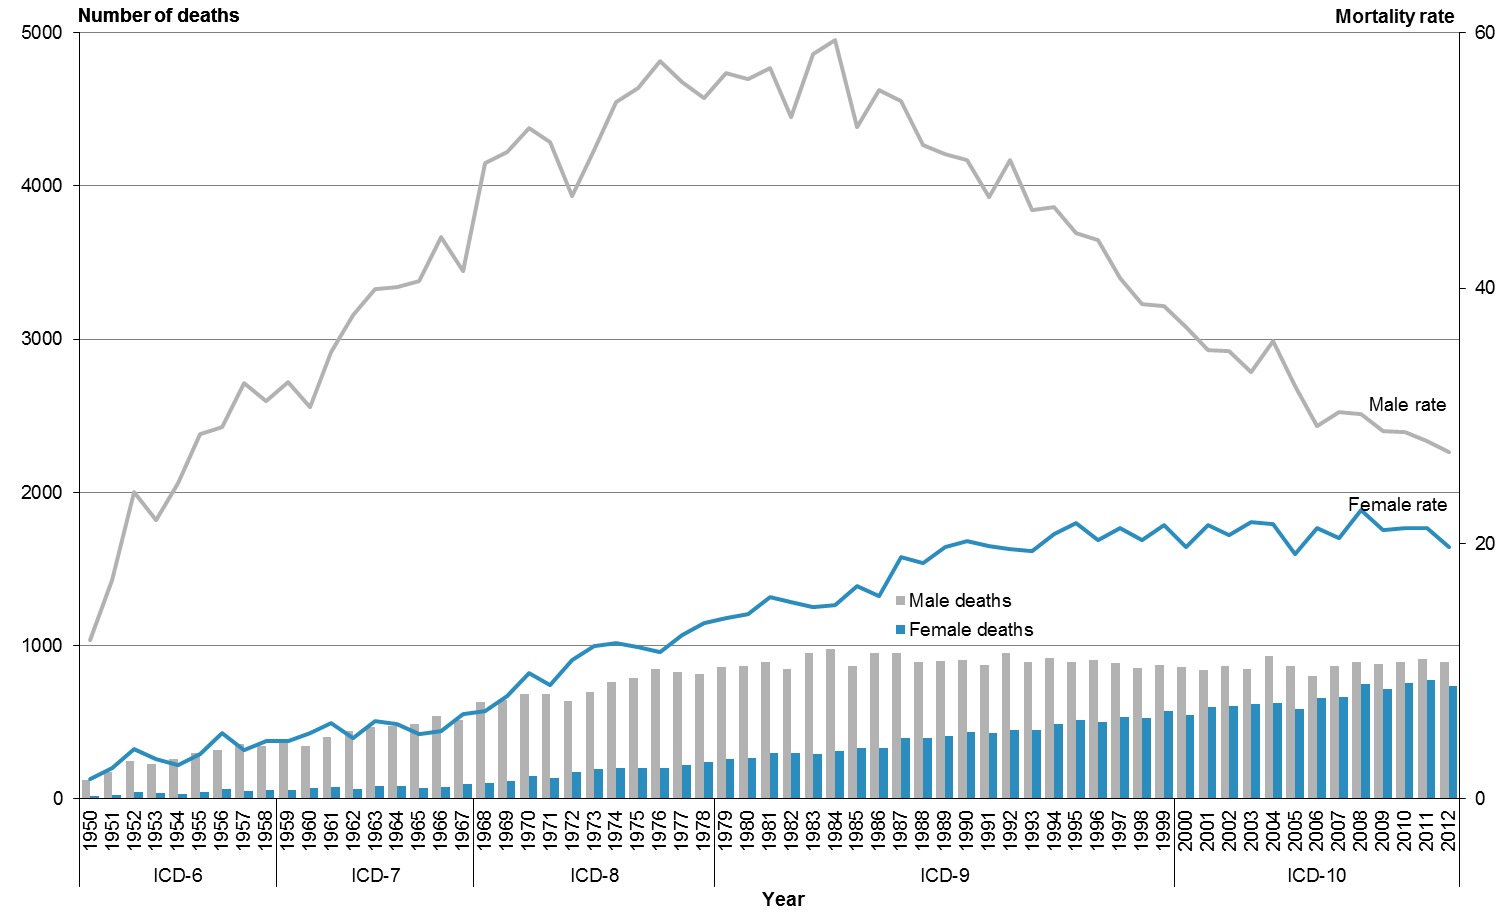 Number of deaths Mortality rate
5000 60
4000
40
3000
Male rate
2000
Female rate
20
Male deaths
Female deaths
1000
0 0
1950 1951 1952 1953 1954 1955 1956 1957 1958 1959 1960 1961 1962 1963 1964 1965 1966 1967 1968 1969 1970 1971 1972 1973 1974 1975 1976 1977 1978 1979 1980 1981 1982 1983 1984 1985 1986 1987 1988 1989 1990 1991 1992 1993 1994 1995 1996 1997 1998 1999 2000 2001 2002 2003 2004 2005 2006 2007 2008 2009 2010 2011 2012
ICD-6 ICD-7 ICD-8 ICD-9 ICD-10
Year